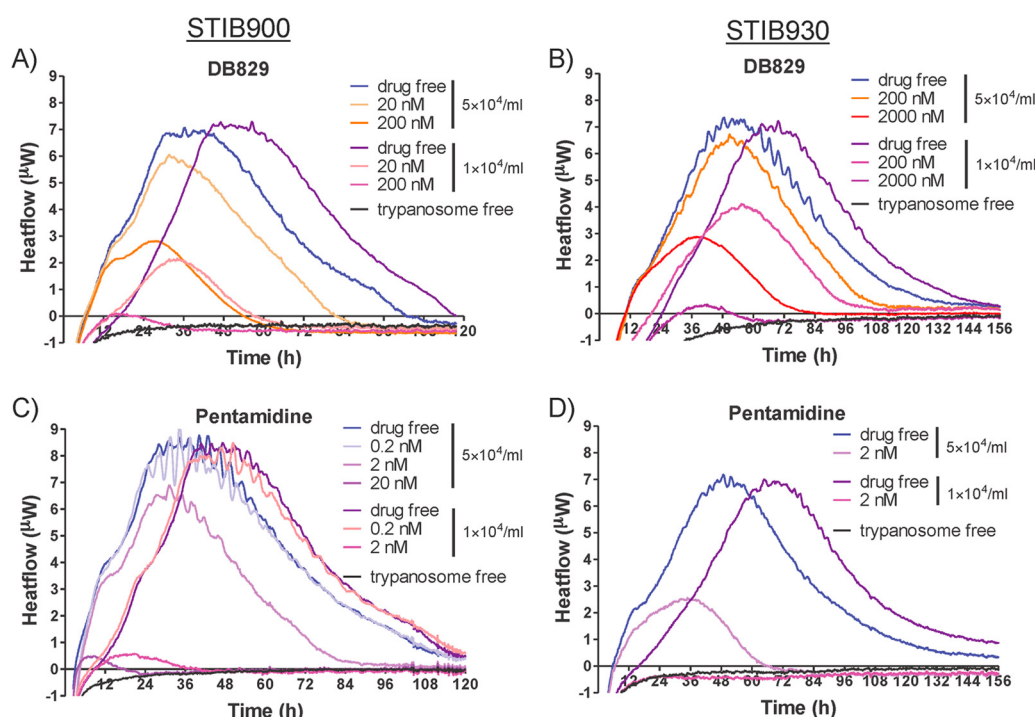 STIB900
STIB930
A)
DB829
9
8
7
6
5
4
3
2
1
0
-1
Heatflow (µW)
12
24
36
48
60
72
84
96
108
20
Time (h)
drug free
20 nM
200 nM
5×10⁴/ml
drug free
20 nM
200 nM
1×10⁴/ml
trypanosome free
B)
DB829
9
8
7
6
5
4
3
2
1
0
-1
Heatflow (µW)
12
24
36
48
60
72
84
96
108
120
132
144
156
Time (h)
drug free
200 nM
2000 nM
5×10⁴/ml
drug free
200 nM
2000 nM
1×10⁴/ml
trypanosome free
C)
Pentamidine
9
8
7
6
5
4
3
2
1
0
-1
Heatflow (µW)
12
24
36
48
60
72
84
96
108
120
Time (h)
drug free
0.2 nM
2 nM
20 nM
5×10⁴/ml
drug free
0.2 nM
2 nM
1×10⁴/ml
trypanosome free
D)
Pentamidine
9
8
7
6
5
4
3
2
1
0
-1
Heatflow (µW)
12
24
36
48
60
72
84
96
108
120
132
144
156
Time (h)
drug free
2 nM
5×10⁴/ml
drug free
2 nM
1×10⁴/ml
trypanosome free